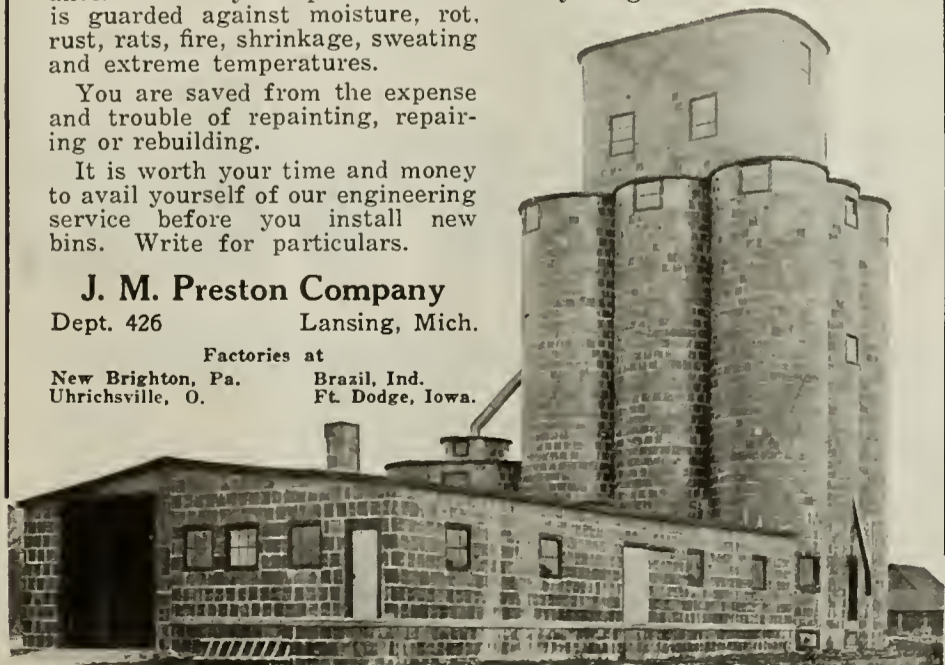 is guarded against moisture, rot,
rust, rats, fire, shrinkage, sweating
and extreme temperatures.
You are saved from the expense
and trouble of repainting, repair-
ing or rebuilding.
It is worth your time and money
to avail yourself of our engineering
service before you install new
bins. Write for particulars.
J. M. Preston Company
Dept. 426 Lansing, Mich.
Factories at
New Brighton, Pa. Brazil, Ind.
Uhrichsville, O. Ft. Dodge, Iowa.